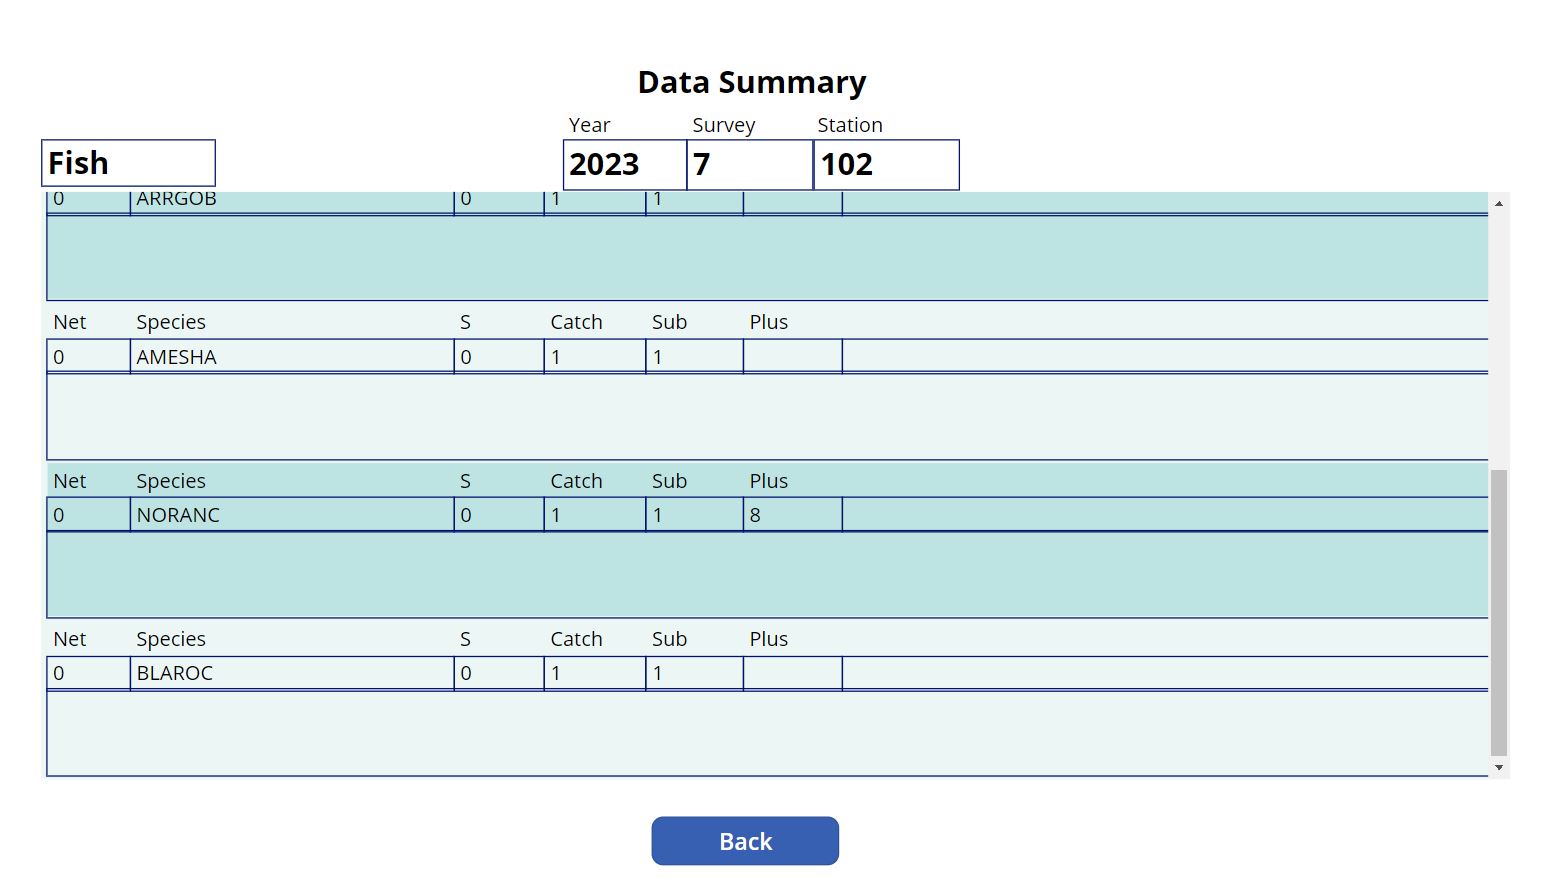 Data Summary
Year Survey Station
Fish 2023 7 102
0 ARRGOB 0 1 1
Net Species S Catch Sub Plus
0 AMESHA 0 1 1
Net Species S Catch Sub Plus
0 NORANC 0 1 1 8
Net Species S Catch Sub Plus
0 BLAROC 0 1 1
Back